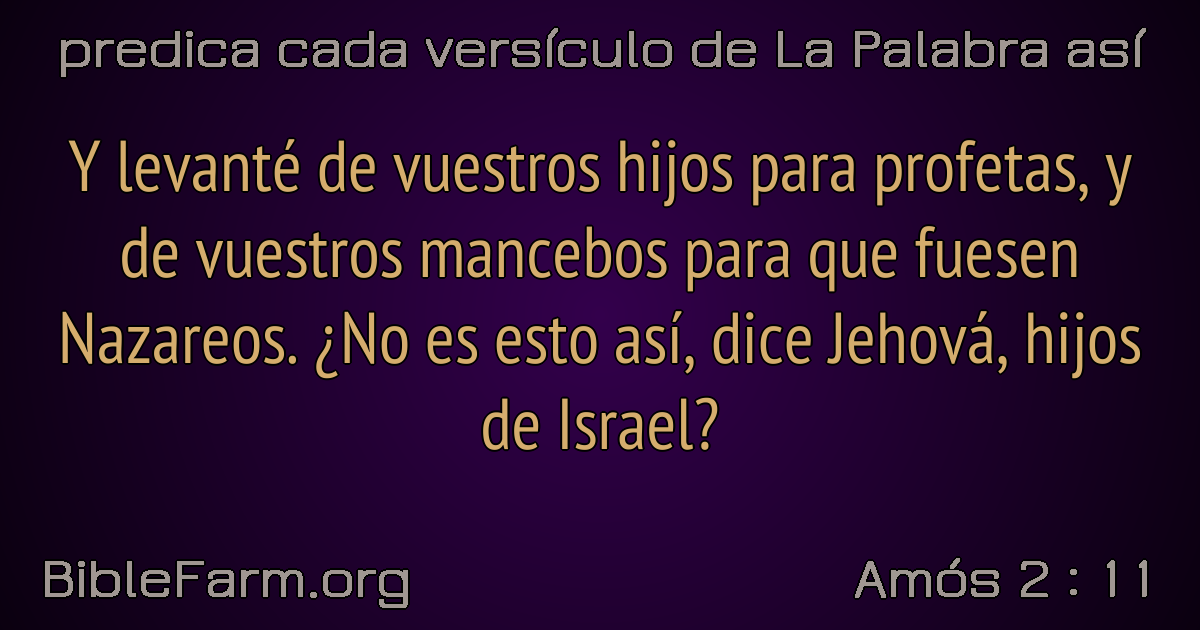 predica cada versículo de La Palabra así
Y levanté de vuestros hijos para profetas, y
de vuestros mancebos para que fuesen
Nazareos. ¿No es esto así, dice Jehová, hijos
de Israel?
BibleFarm.org
Amós 2 : 11